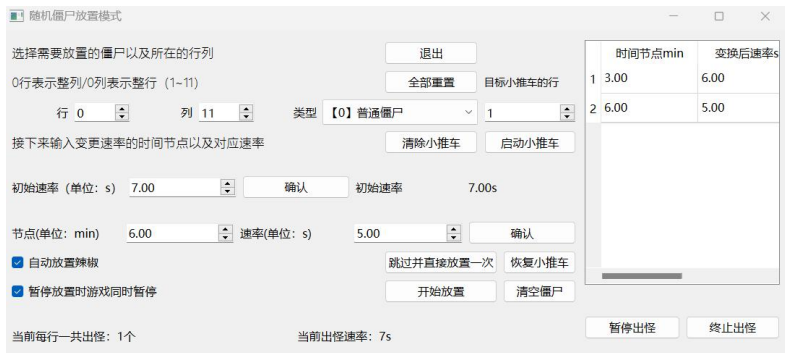 随机僵尸放置模式
选择需要放置的僵尸以及所在的行列
退出
0行表示整列/0列表示整行（1~11）
全部重置
目标小推车的行
行 0
列 11
类型 【0】普通僵尸
1
接下来输入变更速率的时间节点以及对应速率
清除小推车
启动小推车
初始速率（单位：s） 7.00
确认
初始速率
7.00s
节点(单位：min) 6.00
速率(单位：s) 5.00
确认
自动放置辣椒
跳过并直接放置一次
恢复小推车
暂停放置时游戏同时暂停
开始放置
清空僵尸
当前每行一共出怪：1个
当前出怪速率：7s
时间节点min 变换后速率s
1 3.00 6.00
2 6.00 5.00
暂停出怪
终止出怪